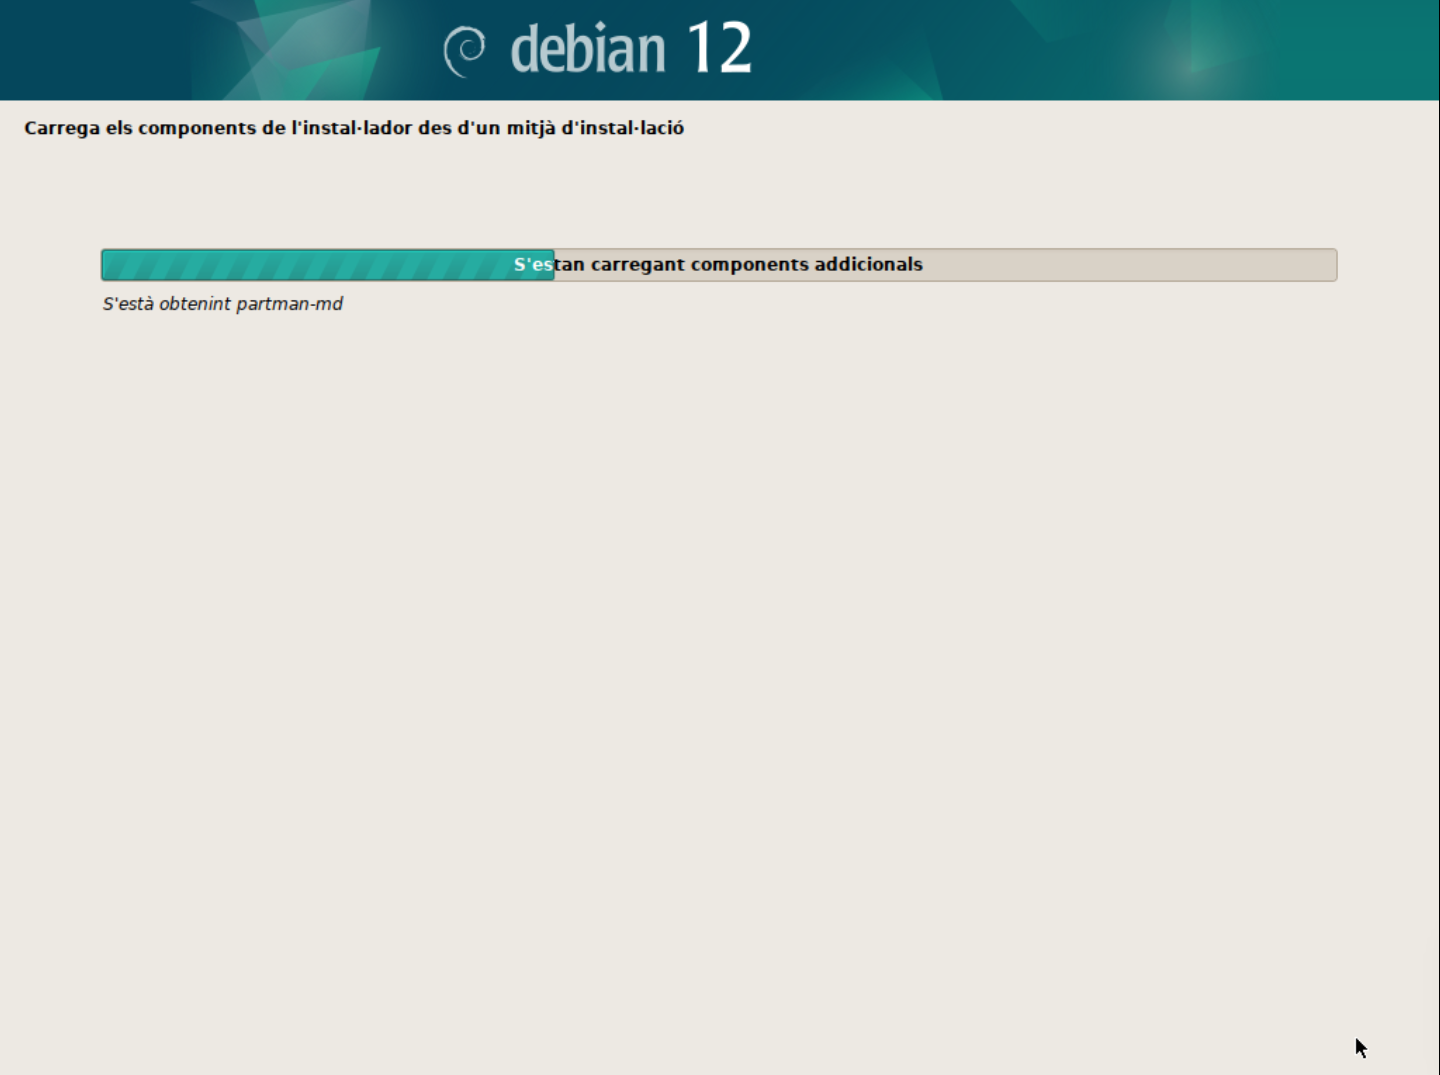 debian 12
Carrega els components de l'instal·lador des d'un mitjà d'instal·lació
S'estan carregant components addicionals
S'està obtenint partman-md